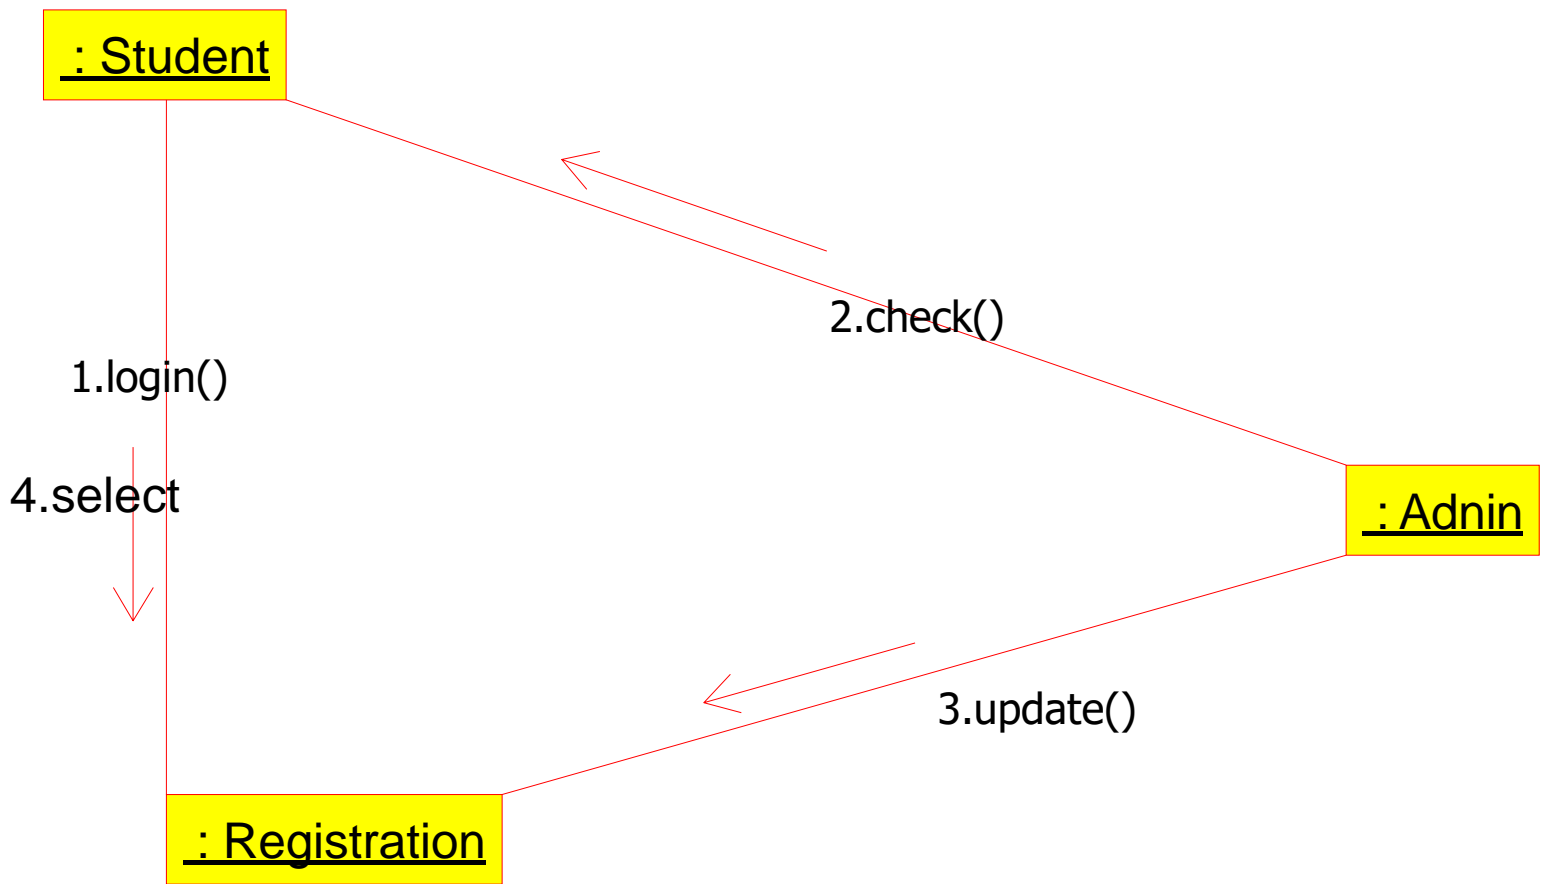 : Student
2.check()
1.login()
4.select
: Adnin
3.update()
: Registration